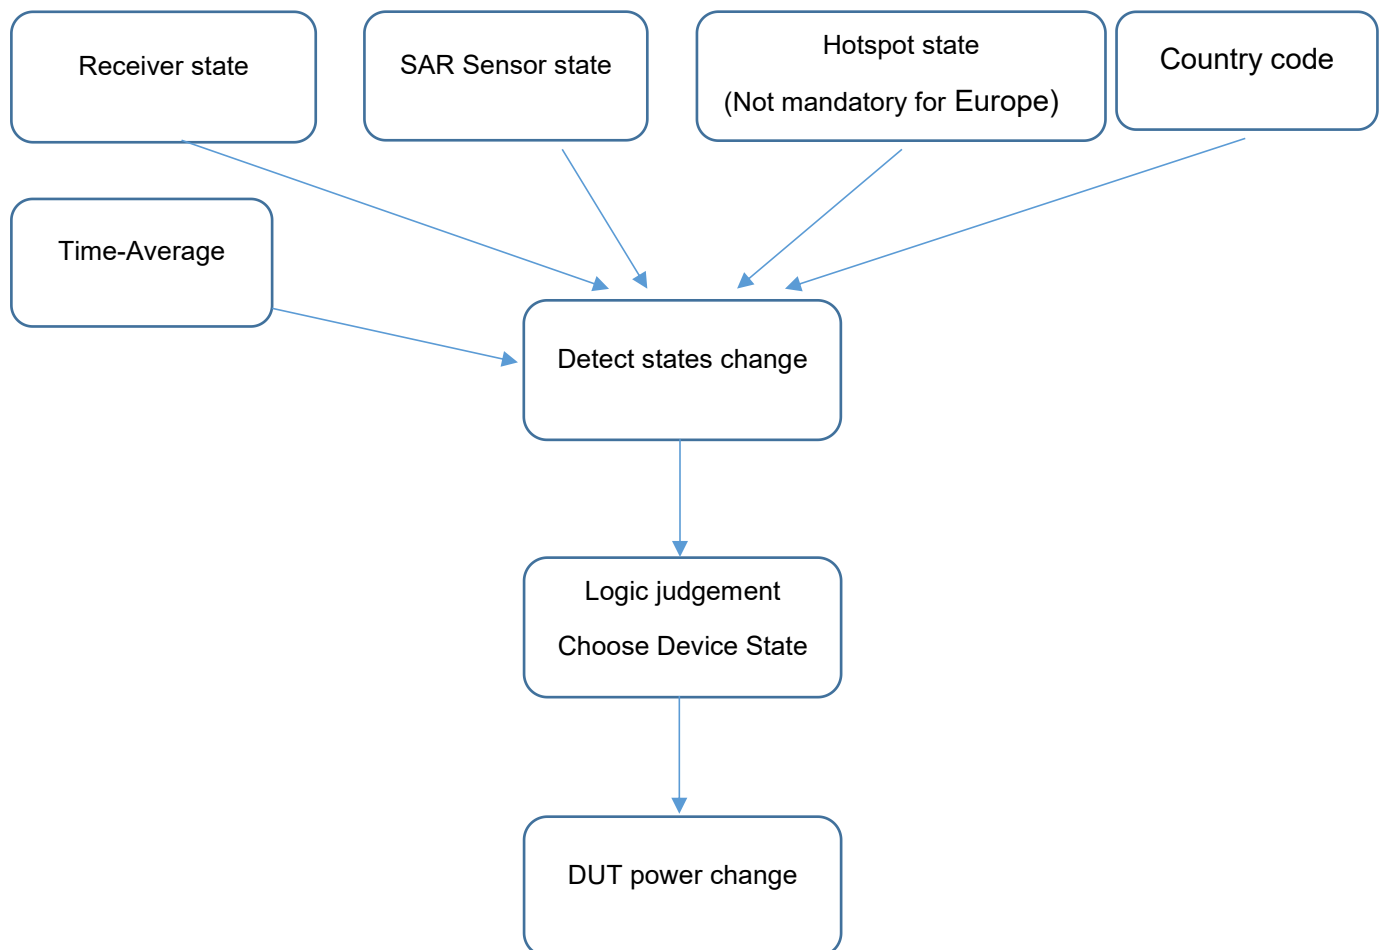 Receiver state
SAR Sensor state
Hotspot state
(Not mandatory for Europe)
Country code
Time-Average
Detect states change
Logic judgement
Choose Device State
DUT power change